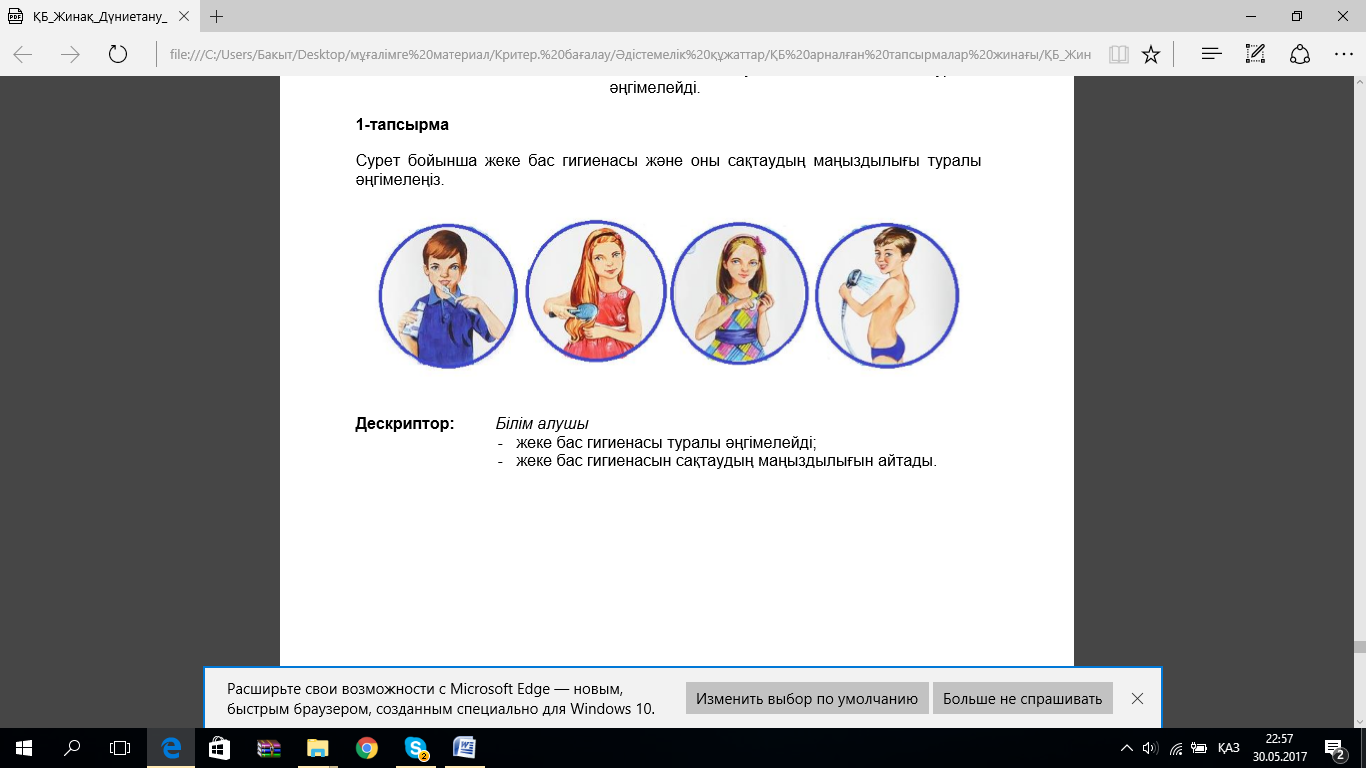 ҚБ_Жинақ_Дүниетану_
file:///C:/Users/Бакыт/Desktop/мұғалімге%20материал/Критер.%20бағалау/Әдістемелік%20құжаттар/ҚБ%20арналған%20тапсырмалар%20жинағы/ҚБ_Жин
әңгімелейді.
1-тапсырма
Сурет бойынша жеке бас гигиенасы және оны сақтаудың маңыздылығы туралы
әңгімелеңіз.
Дескриптор: Білім алушы
- жеке бас гигиенасы туралы әңгімелейді;
- жеке бас гигиенасын сақтаудың маңыздылығын айтады.
Расширьте свои возможности с Microsoft Edge — новым,
быстрым браузером, созданным специально для Windows 10.
Изменить выбор по умолчанию
Больше не спрашивать
ҚАЗ
22:57
30.05.2017
2
2